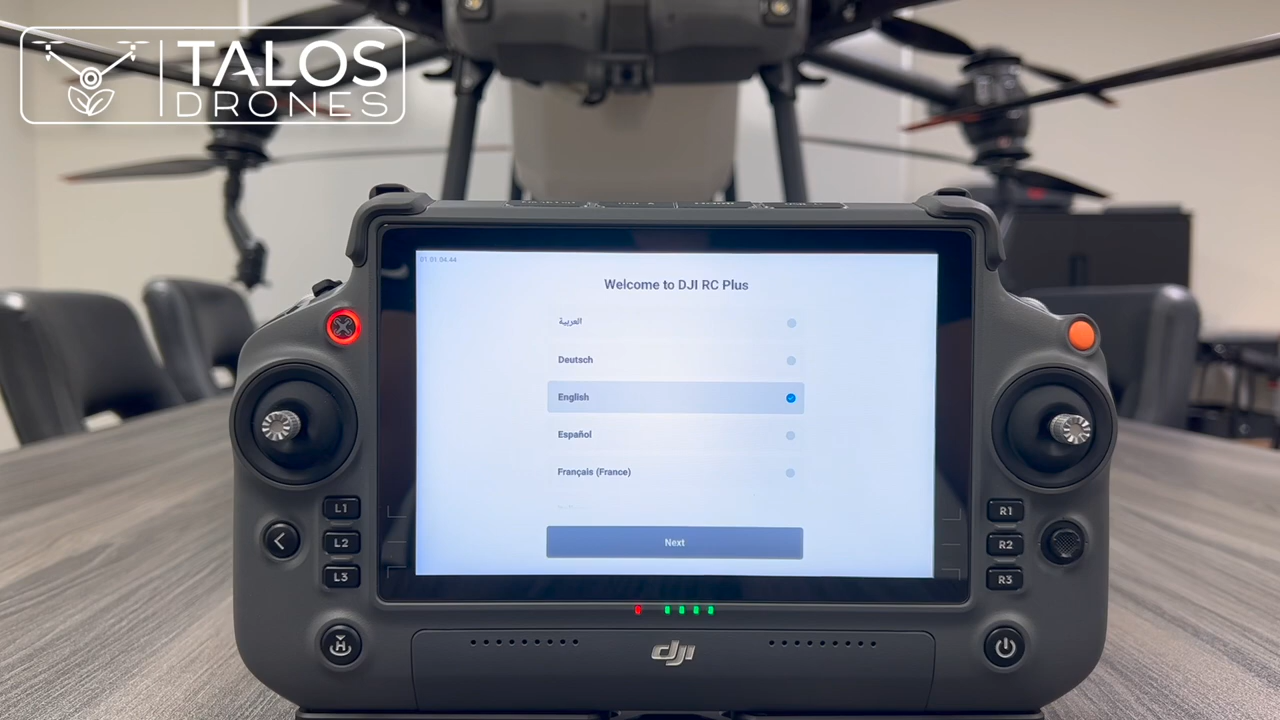 TALOS
DRONES
01.01.04.44
Welcome to DJI RC Plus
العربية
Deutsch
English
Español
Français (France)
Next
L1
L2
L3
R1
R2
R3
H
dji